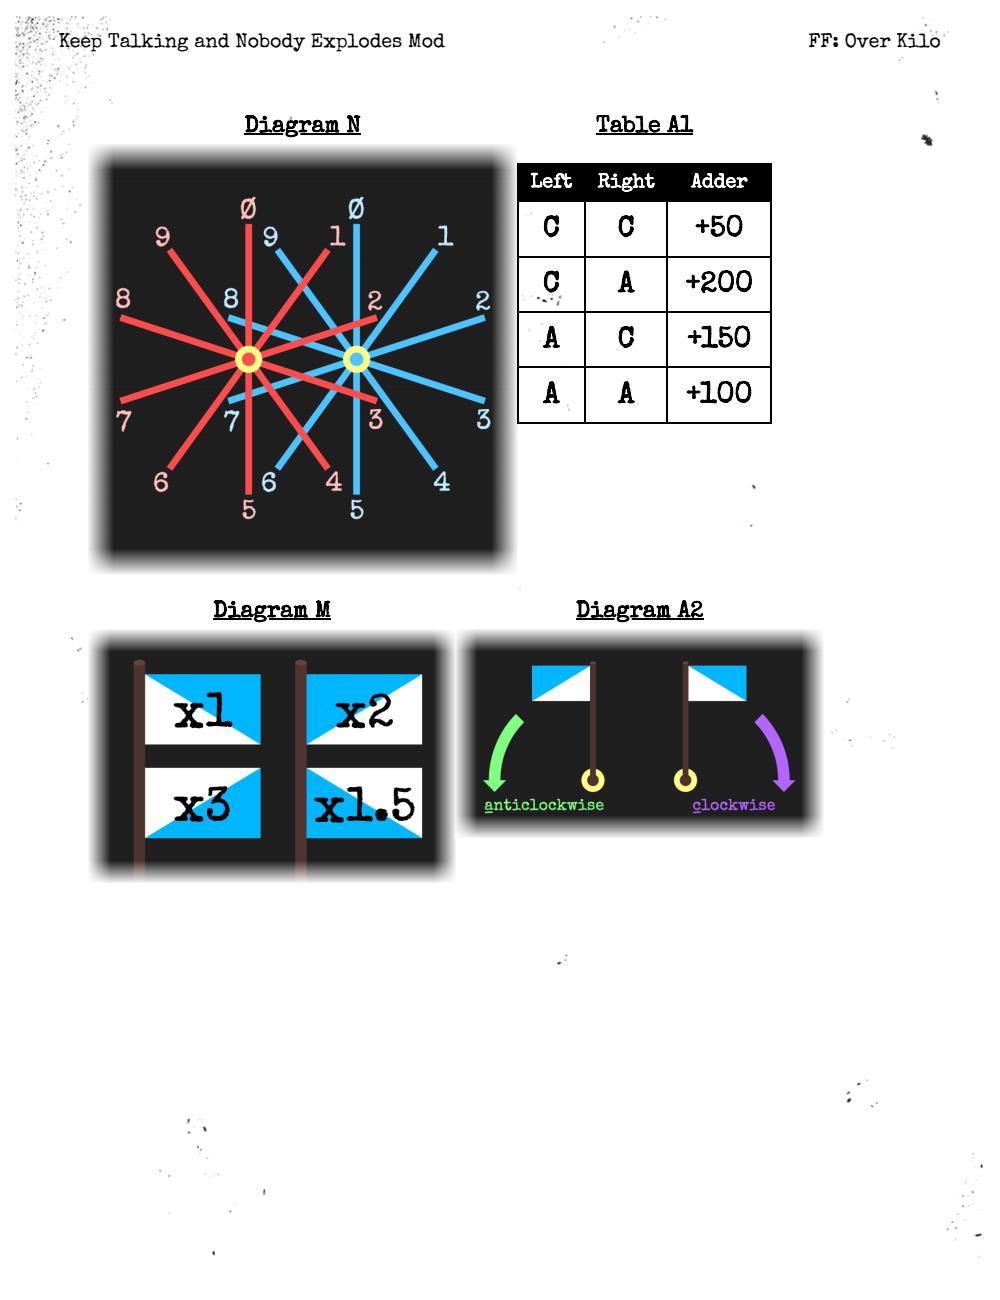 Keep Talking and Nobody Explodes Mod
FF: Over Kilo
Diagram N
Ø Ø
9 9 1 1
8 8 2 2
7 7 3 3
6 6 4 4
5 5
Table A1
Left Right Adder
C C +50
C A +200
A C +150
A A +100
Diagram M
x1 x2
x3 x1.5
Diagram A2
anticlockwise clockwise